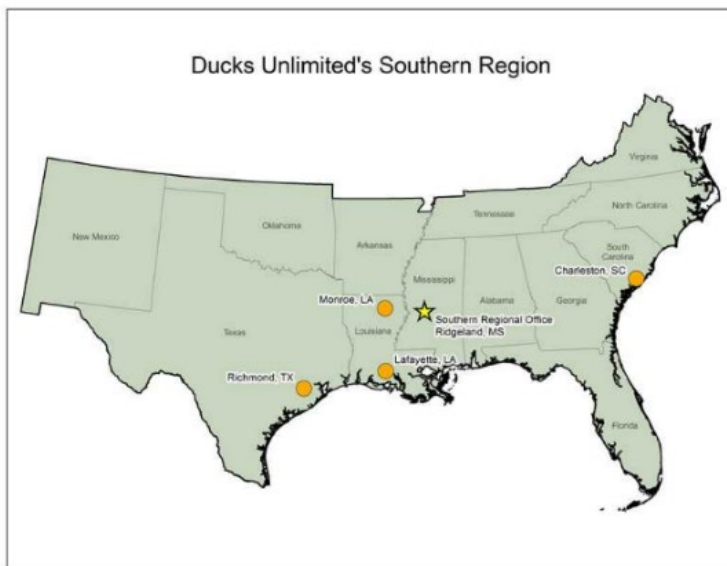 Ducks Unlimited's Southern Region
Virginia
North Carolina
Tennessee
Oklahoma
New Mexico
Arkansas
South
Carolina
Charleston, SC
Mississippi
Monroe, LA
Alabama
Georgia
Southern Regional Office
Ridgeland, MS
Texas
Louisiana
Lafayette, LA
Richmond, TX
Florida